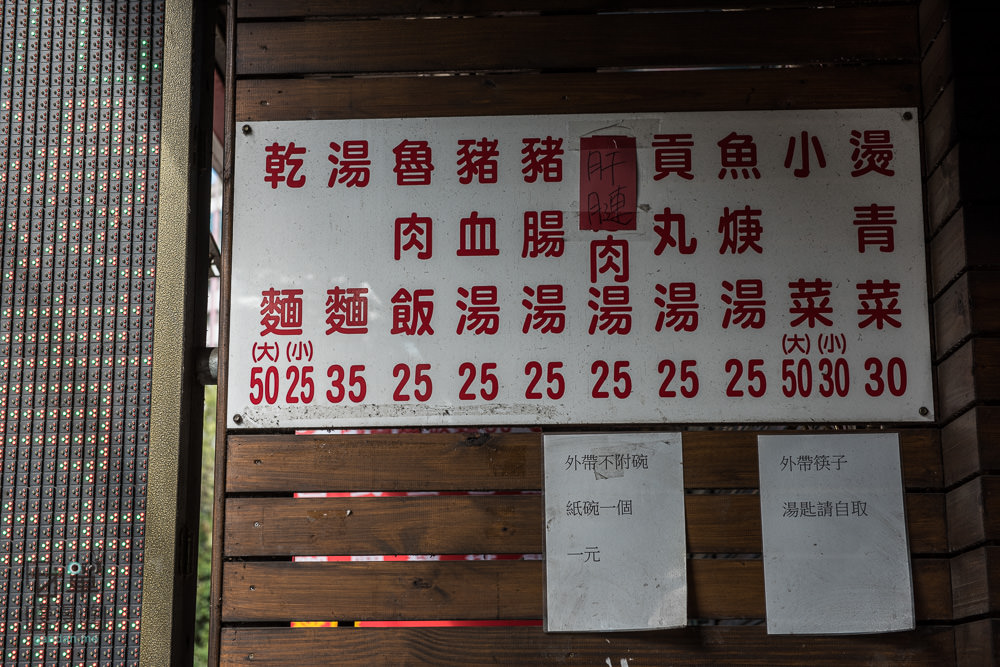 乾麵 (大)50 (小)25
湯麵 35
魯肉飯 25
豬血湯 25
豬腸湯 25
肝腱肉湯 25
貢丸湯 25
魚焿湯 25
小菜 (大)50 (小)30
燙青菜 30
外帶不附碗
紙碗一個
一元
外帶筷子
湯匙請自取